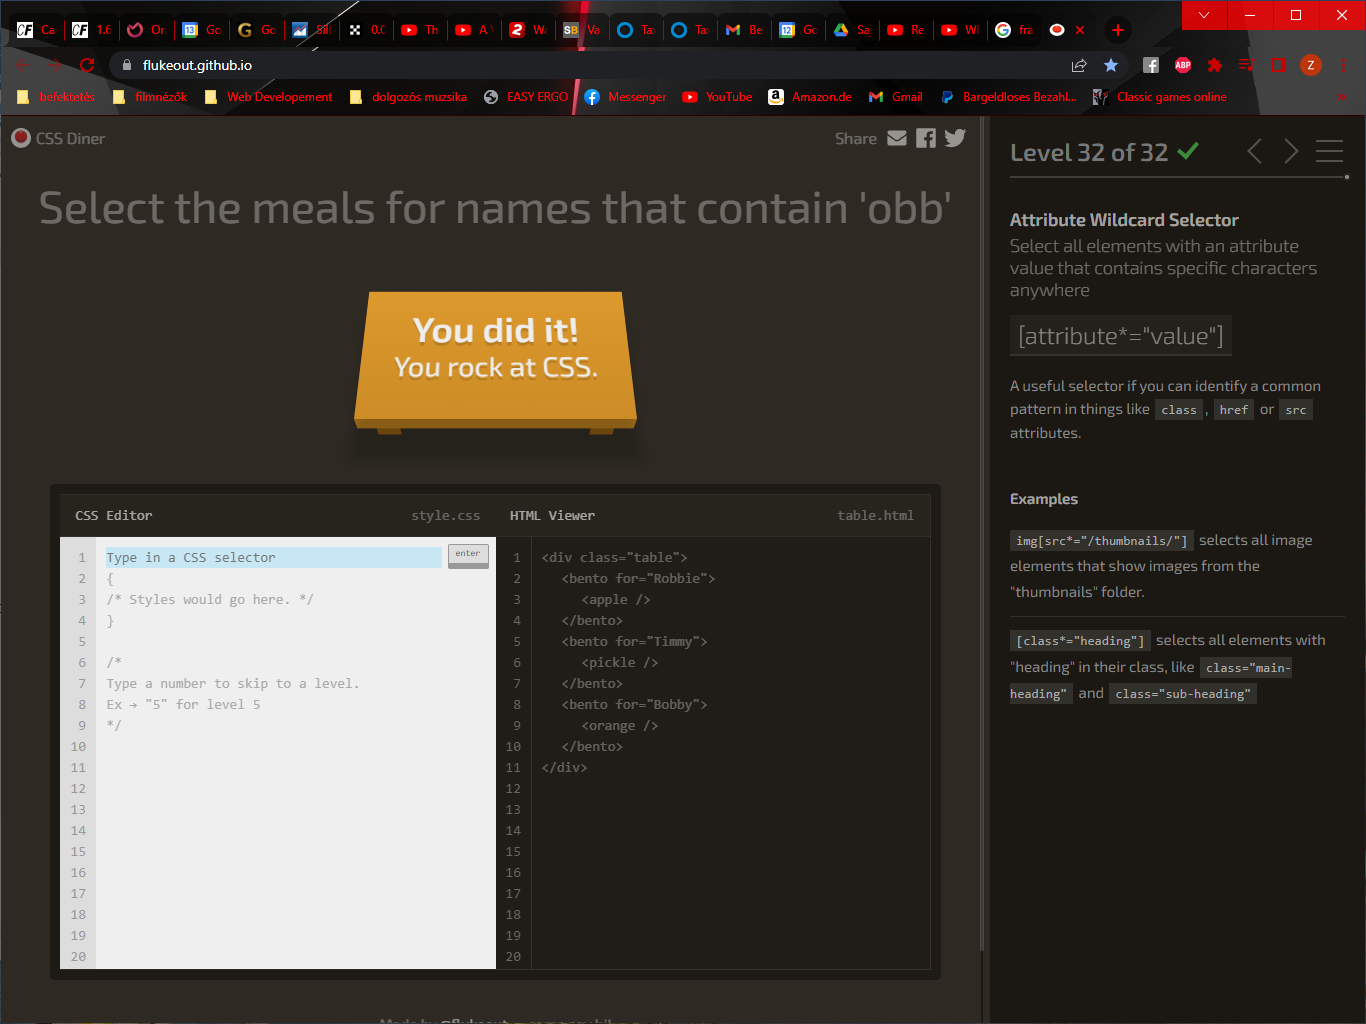 Ca
1.6
On
Go
Go
Sill
0.0
Th
A V
Wa
Va
Tas
Tas
Be
Go
Saj
Re
WI
fra
flukeout.github.io
Z
befektetés
filmnézők
Web Developement
dolgozós muzsika
EASY ERGO
Messenger
YouTube
Amazon.de
Gmail
Bargeldloses Bezahl...
Classic games online
CSS Diner
Share
Select the meals for names that contain 'obb'
You did it!
You rock at CSS.
CSS Editor
style.css
1 Type in a CSS selector
enter
2 {
3 /* Styles would go here. */
4 }
5
6 /*
7 Type a number to skip to a level.
8 Ex → "5" for level 5
9 */
10
11
12
13
14
15
16
17
18
19
20
HTML Viewer
table.html
1 <div class="table">
2 <bento for="Robbie">
3 <apple />
4 </bento>
5 <bento for="Timmy">
6 <pickle />
7 </bento>
8 <bento for="Bobby">
9 <orange />
10 </bento>
11 </div>
12
13
14
15
16
17
18
19
20
Level 32 of 32
Attribute Wildcard Selector
Select all elements with an attribute
value that contains specific characters
anywhere
[attribute*="value"]
A useful selector if you can identify a common
pattern in things like class , href or src
attributes.
Examples
img[src*="/thumbnails/"] selects all image
elements that show images from the
"thumbnails" folder.
[class*="heading"] selects all elements with
"heading" in their class, like class="main-
heading" and class="sub-heading"